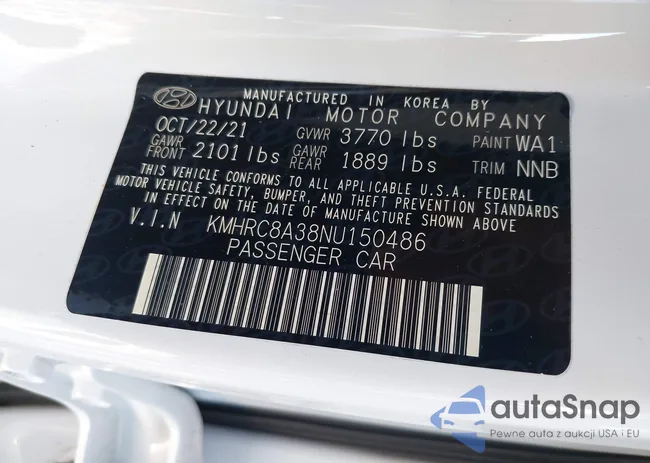 MANUFACTURED IN KOREA BY
HYUNDAI MOTOR COMPANY
OCT/22/21 GVWR 3770 lbs PAINT WA1
GAWR FRONT 2101 lbs GAWR REAR 1889 lbs TRIM NNB
THIS VEHICLE CONFORMS TO ALL APPLICABLE U.S.A. FEDERAL
MOTOR VEHICLE SAFETY, BUMPER, AND THEFT PREVENTION STANDARDS
IN EFFECT ON THE DATE OF MANUFACTURE SHOWN ABOVE
V.I.N KMHRC8A38NU150486
PASSENGER CAR
autaSnap
Pewne auta z aukcji USA i EU